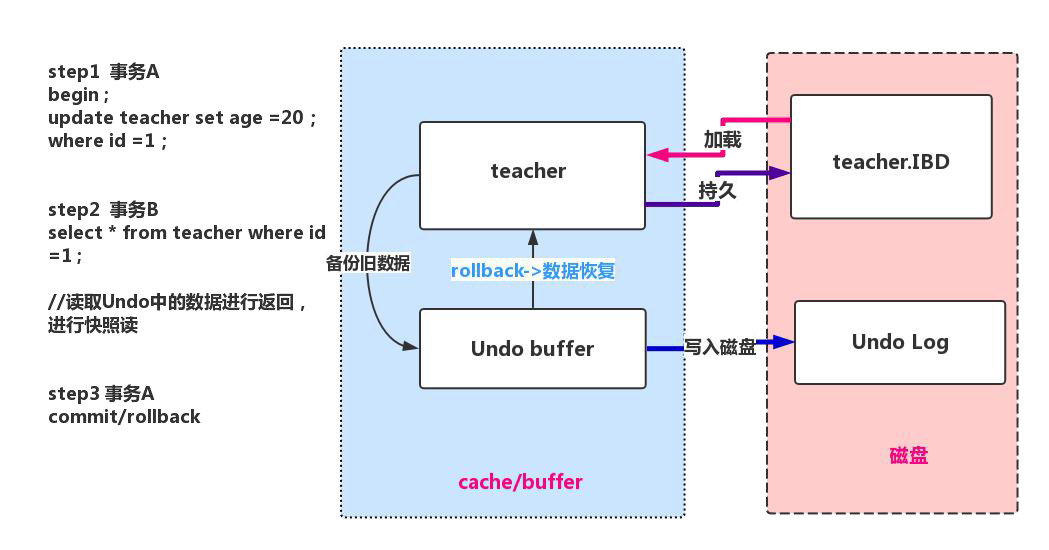 step1 事务A
begin ;
update teacher set age =20 ;
where id =1 ;
step2 事务B
select * from teacher where id
=1 ;
//读取Undo中的数据进行返回，
进行快照读
step3 事务A
commit/rollback
teacher
加载
持久
teacher.IBD
备份旧数据
rollback->数据恢复
Undo buffer
写入磁盘
Undo Log
cache/buffer
磁盘